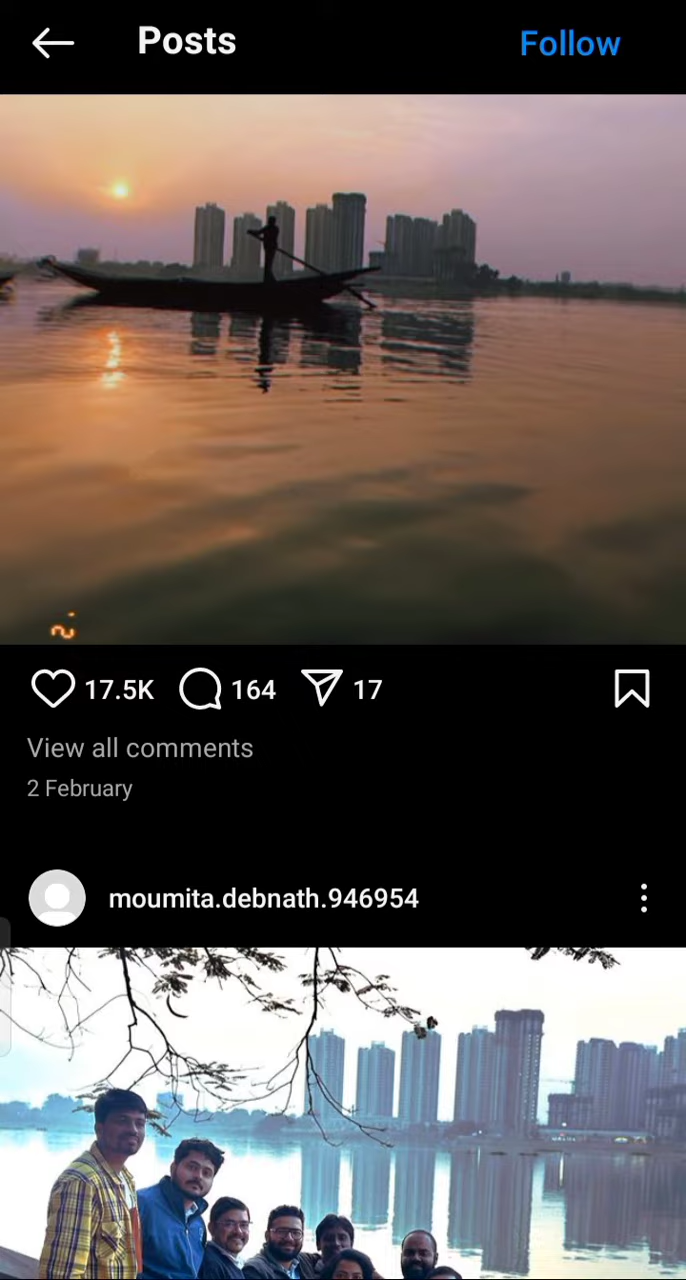 Posts
Follow
17.5K 164 17
View all comments
2 February
moumita.debnath.946954